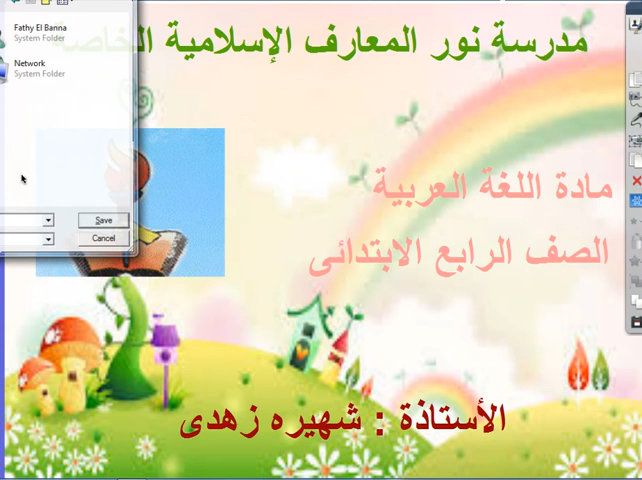 Fathy El Banna
System Folder
Network
System Folder
Save
Cancel
مدرسة نور المعارف الإسلامية الخاصة
مادة اللغة العربية
الصف الرابع الابتدائى
الأستاذة : شهيره زهدى